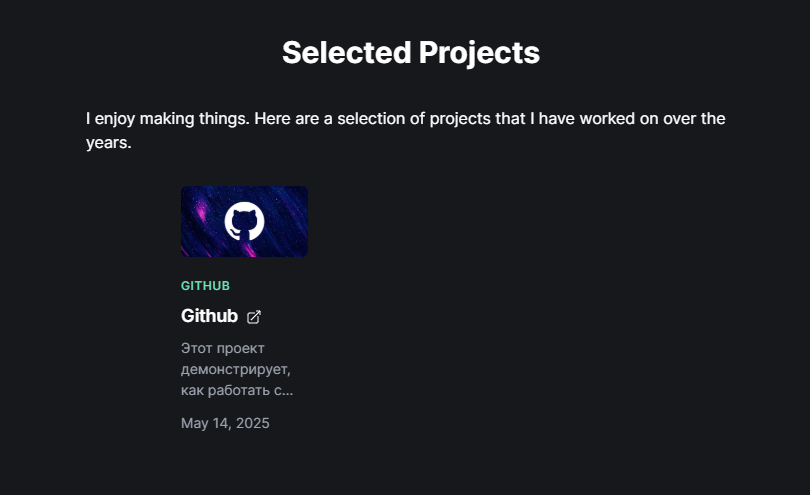 Selected Projects
I enjoy making things. Here are a selection of projects that I have worked on over the
years.
GITHUB
Github
Этот проект
демонстрирует,
как работать с...
May 14, 2025